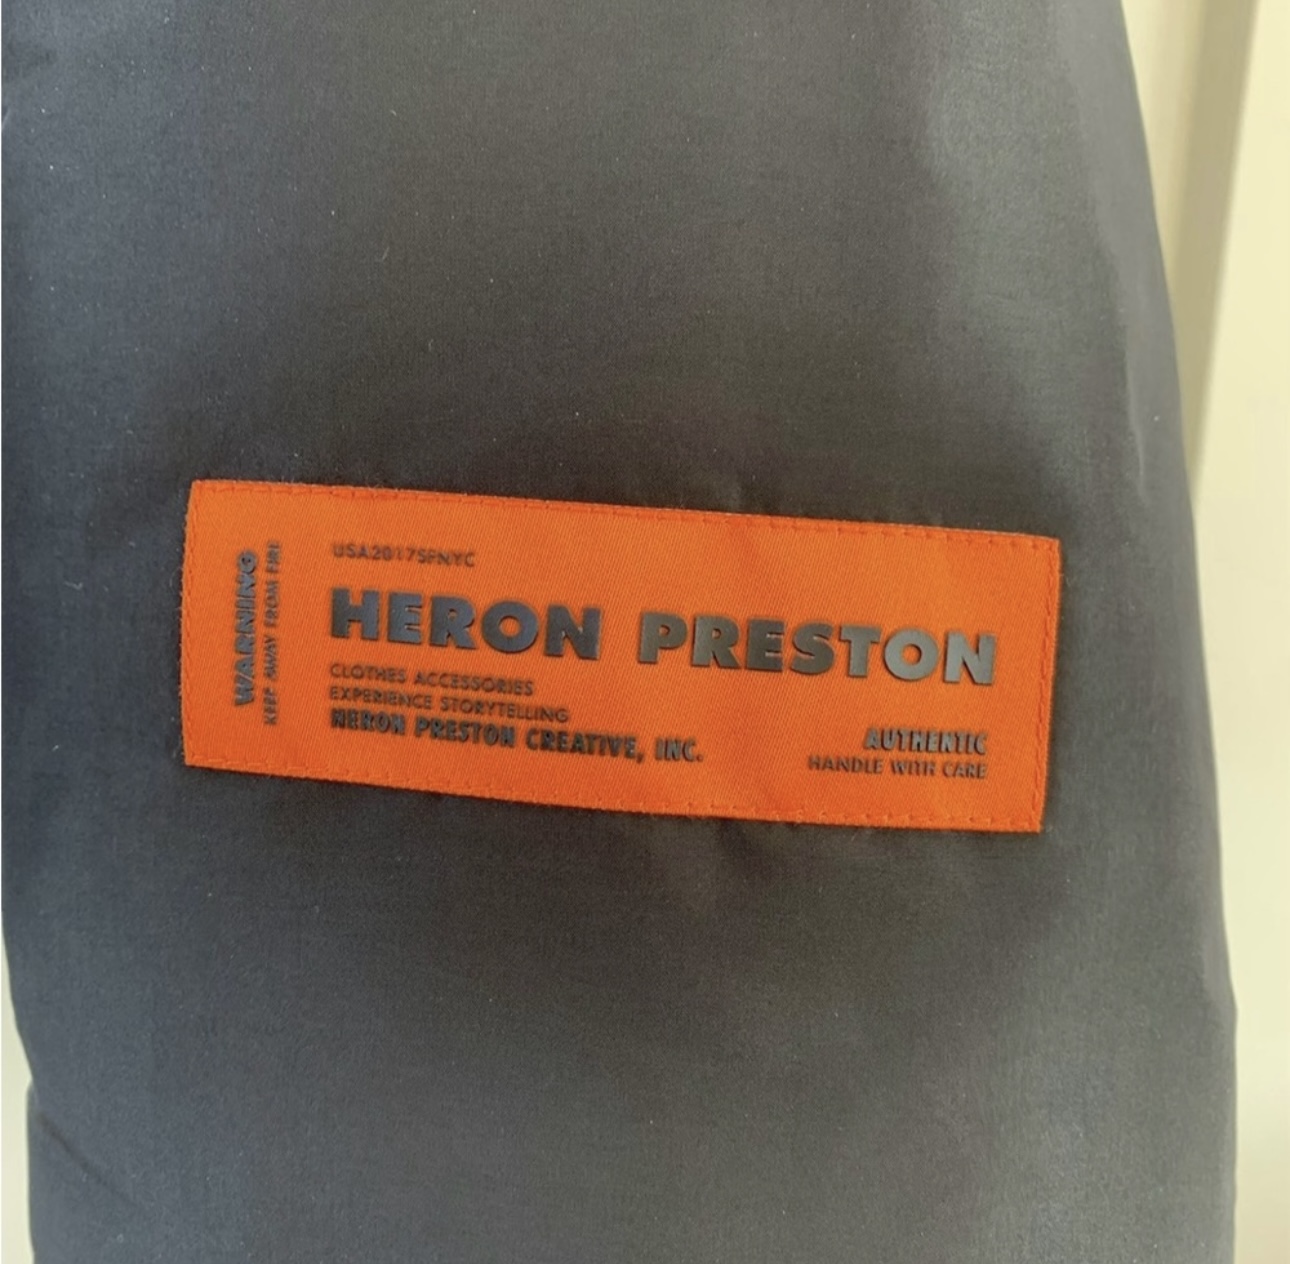 WARNING
KEEP AWAY FROM FIRE
USA2017SFNYC
HERON PRESTON
CLOTHES ACCESSORIES
EXPERIENCE STORYTELLING
HERON PRESTON CREATIVE, INC.
AUTHENTIC
HANDLE WITH CARE